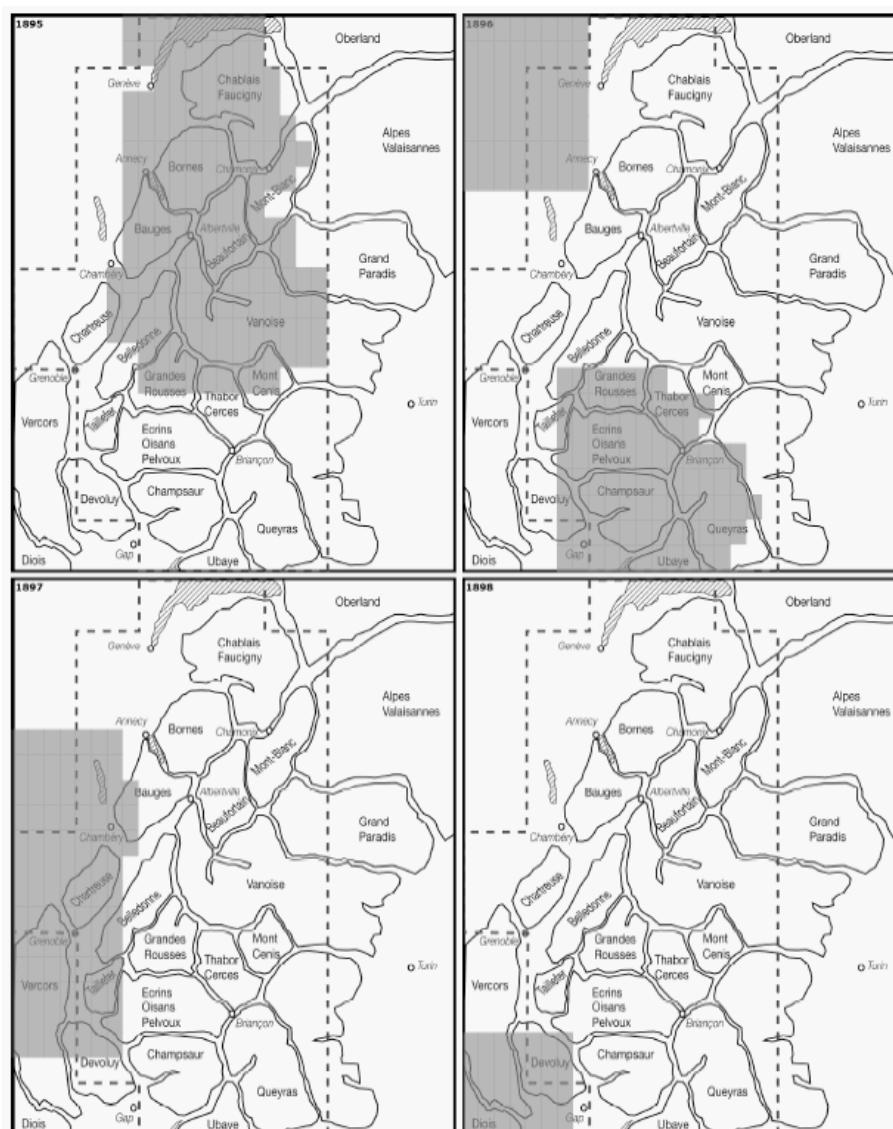 1895
Oberland
Genève
Chablais
Faucigny
Alpes
Valaisannes
Annecy
Bornes
Chamonix
Mont-Blanc
Bauges
Albertville
Beaufortain
Grand
Paradis
Chambéry
Vanoise
Chartreuse
Belledonne
Grandes
Rousses
Mont
Cenis
Grenoble
Thabor
Cerces
Turin
Vercors
Taillefer
Ecrins
Oisans
Pelvoux
Briançon
Devoluy
Champsaur
Queyras
Gap
Diois
Ubaye
1896
Oberland
Genève
Chablais
Faucigny
Alpes
Valaisannes
Annecy
Bornes
Chamonix
Mont-Blanc
Bauges
Albertville
Beaufortain
Grand
Paradis
Chambéry
Vanoise
Chartreuse
Belledonne
Grandes
Rousses
Mont
Cenis
Grenoble
Thabor
Cerces
Turin
Vercors
Taillefer
Ecrins
Oisans
Pelvoux
Briançon
Devoluy
Champsaur
Queyras
Gap
Diois
Ubaye
1897
Oberland
Genève
Chablais
Faucigny
Alpes
Valaisannes
Annecy
Bornes
Chamonix
Mont-Blanc
Bauges
Albertville
Beaufortain
Grand
Paradis
Chambéry
Vanoise
Chartreuse
Belledonne
Grandes
Rousses
Mont
Cenis
Grenoble
Thabor
Cerces
Turin
Vercors
Taillefer
Ecrins
Oisans
Pelvoux
Briançon
Devoluy
Champsaur
Queyras
Gap
Diois
Ubaye
1898
Oberland
Genève
Chablais
Faucigny
Alpes
Valaisannes
Annecy
Bornes
Chamonix
Mont-Blanc
Bauges
Albertville
Beaufortain
Grand
Paradis
Chambéry
Vanoise
Chartreuse
Belledonne
Grandes
Rousses
Mont
Cenis
Grenoble
Thabor
Cerces
Turin
Vercors
Taillefer
Ecrins
Oisans
Pelvoux
Briançon
Devoluy
Champsaur
Queyras
Gap
Diois
Ubaye